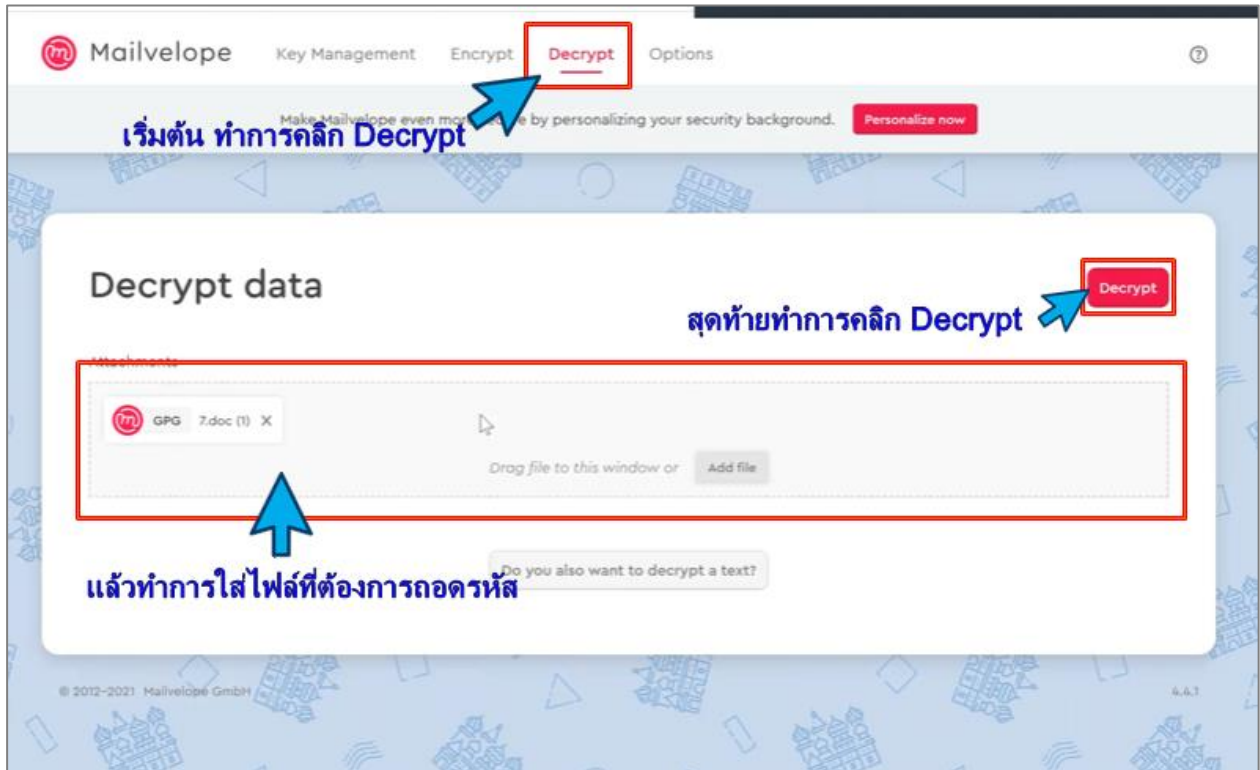 Mailvelope Key Management Encrypt Decrypt Options
Make Mailvelope even more by personalizing your security background. Personalize now
เริ่มต้น ทำการคลิก Decrypt
Decrypt data
Decrypt
สุดท้ายทำการคลิก Decrypt
Attachments
GPG 7.doc (1) X
Drag file to this window or Add file
Do you also want to decrypt a text?
แล้วทำการใส่ไฟล์ที่ต้องการถอดรหัส
© 2012-2021 Mailvelope GmbH
4.4.1